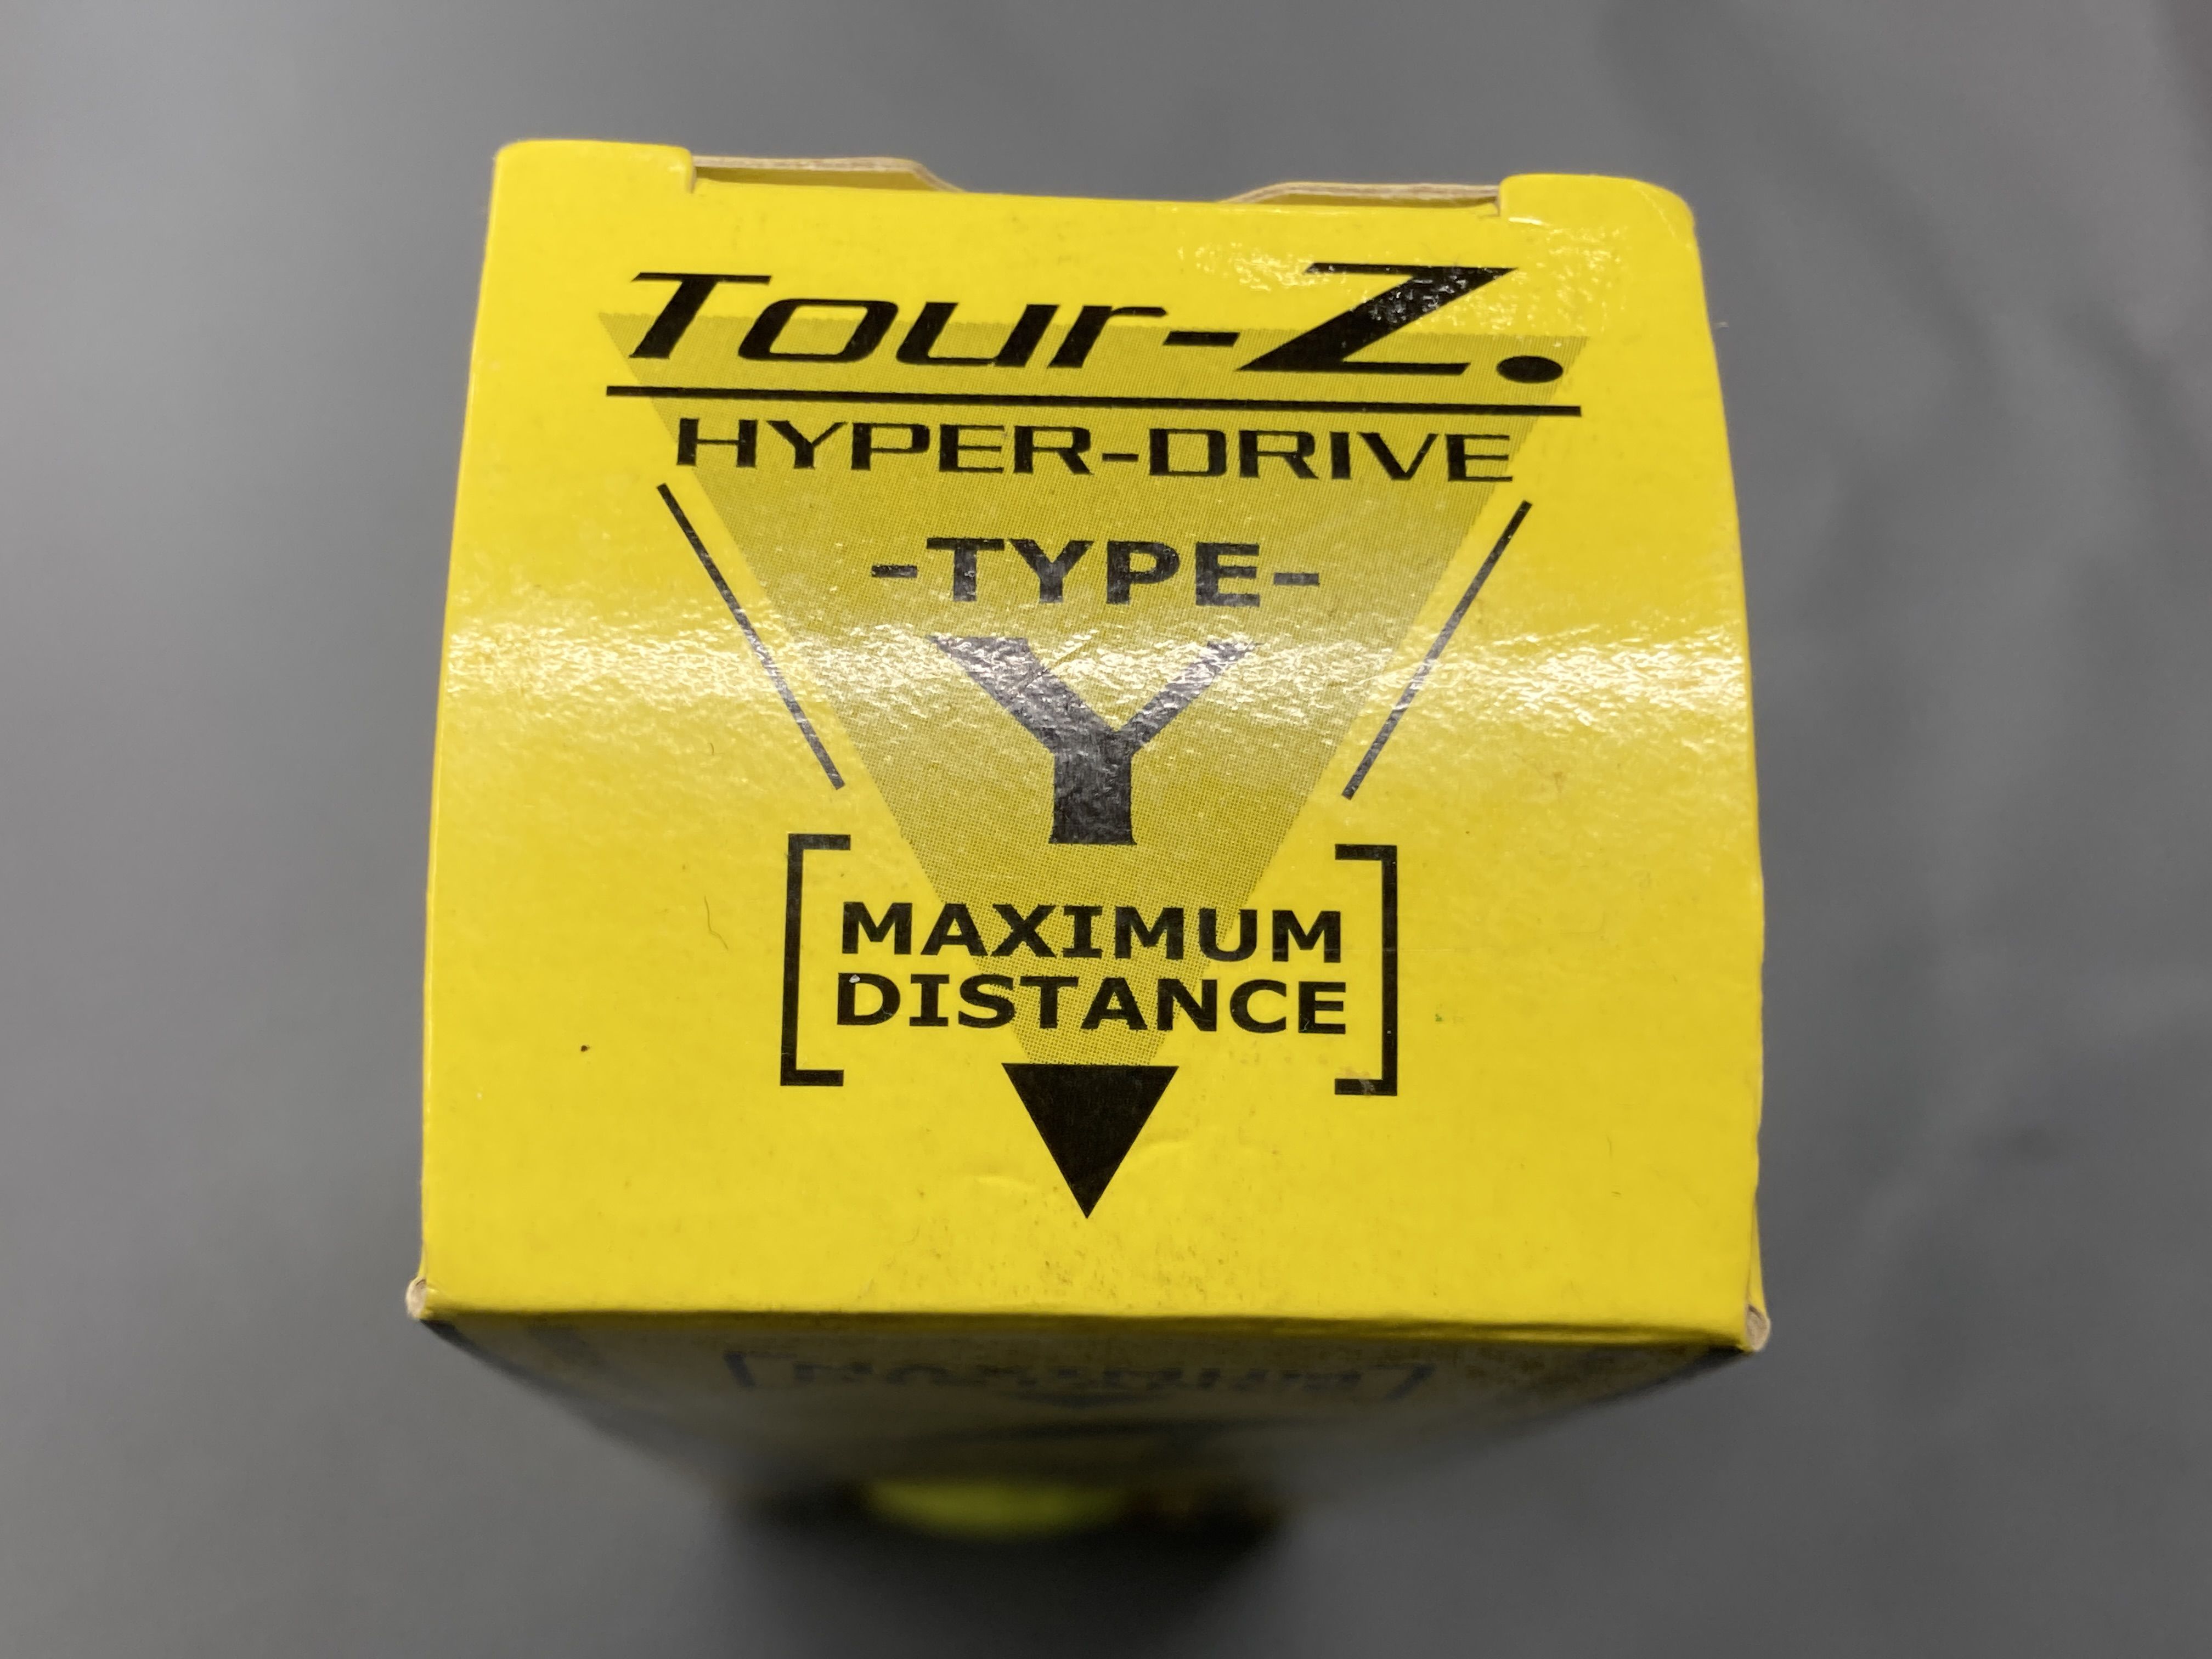 Tour-Z.
HYPER-DRIVE
-TYPE-
Y
MAXIMUM
DISTANCE